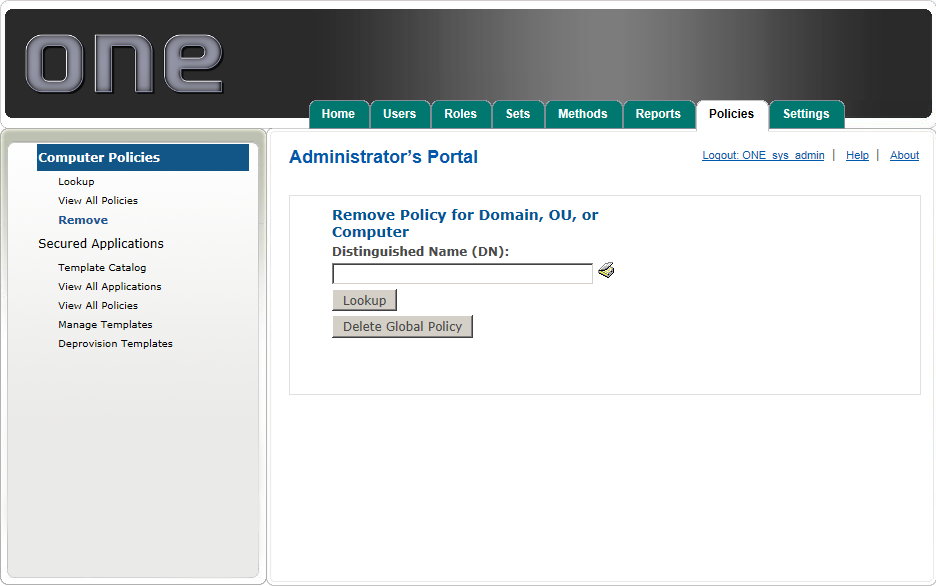 one
Home Users Roles Sets Methods Reports Policies Settings
Computer Policies
Lookup
View All Policies
Remove
Secured Applications
Template Catalog
View All Applications
View All Policies
Manage Templates
Deprovision Templates
Administrator's Portal
Logout: ONE_sys_admin | Help | About
Remove Policy for Domain, OU, or
Computer
Distinguished Name (DN):
Lookup
Delete Global Policy